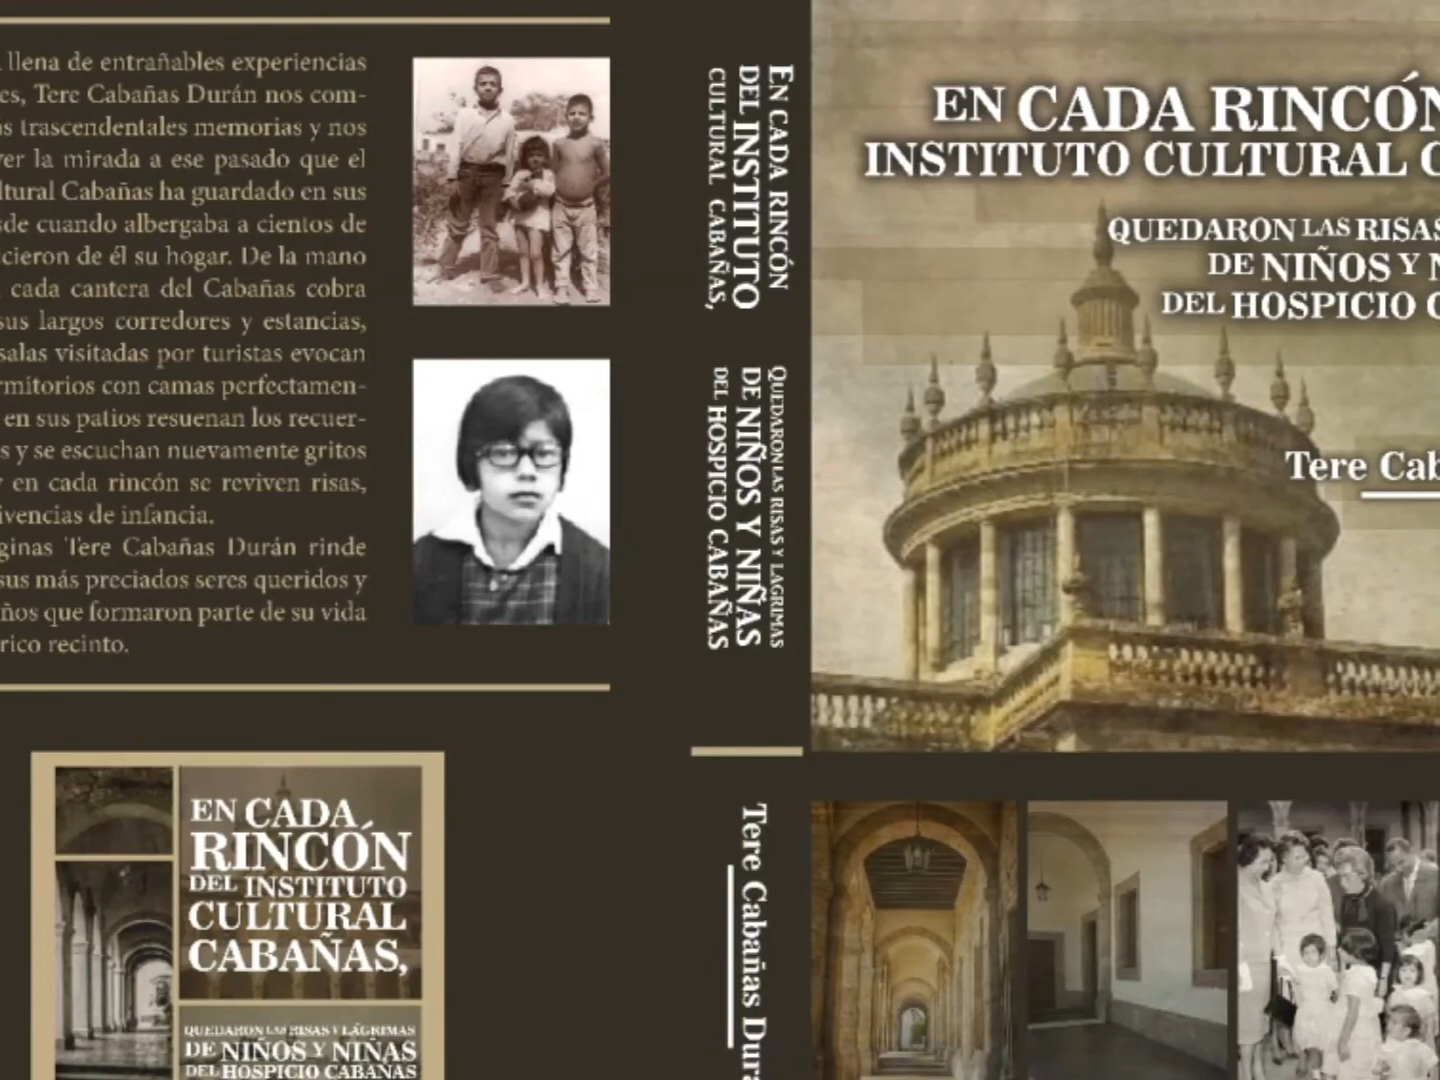 llena de entrañables experiencias
es, Tere Cabañas Durán nos com-
s trascendentales memorias y nos
ver la mirada a ese pasado que el
ltural Cabañas ha guardado en sus
sde cuando albergaba a cientos de
cieron de él su hogar. De la mano
cada cantera del Cabañas cobra
sus largos corredores y estancias,
salas visitadas por turistas evocan
rmitorios con camas perfectamen-
en sus patios resuenan los recuer-
s y se escuchan nuevamente gritos
y en cada rincón se reviven risas,
ivencias de infancia.
ginas Tere Cabañas Durán rinde
sus más preciados seres queridos y
ños que formaron parte de su vida
rico recinto.
EN CADA
RINCÓN
DEL INSTITUTO
CULTURAL
CABAÑAS,
QUEDARON LAS RISAS Y LÁGRIMAS
DE NIÑOS Y NIÑAS
DEL HOSPICIO CABAÑAS
EN CADA RINCÓN
DEL INSTITUTO
CULTURAL CABAÑAS,
QUEDARON LAS RISAS Y LÁGRIMAS
DE NIÑOS Y NIÑAS
DEL HOSPICIO CABAÑAS
Tere Cabañas Dura
EN CADA RINCÓN
INSTITUTO CULTURAL C
QUEDARON LAS RISAS
DE NIÑOS Y N
DEL HOSPICIO C
Tere Cab